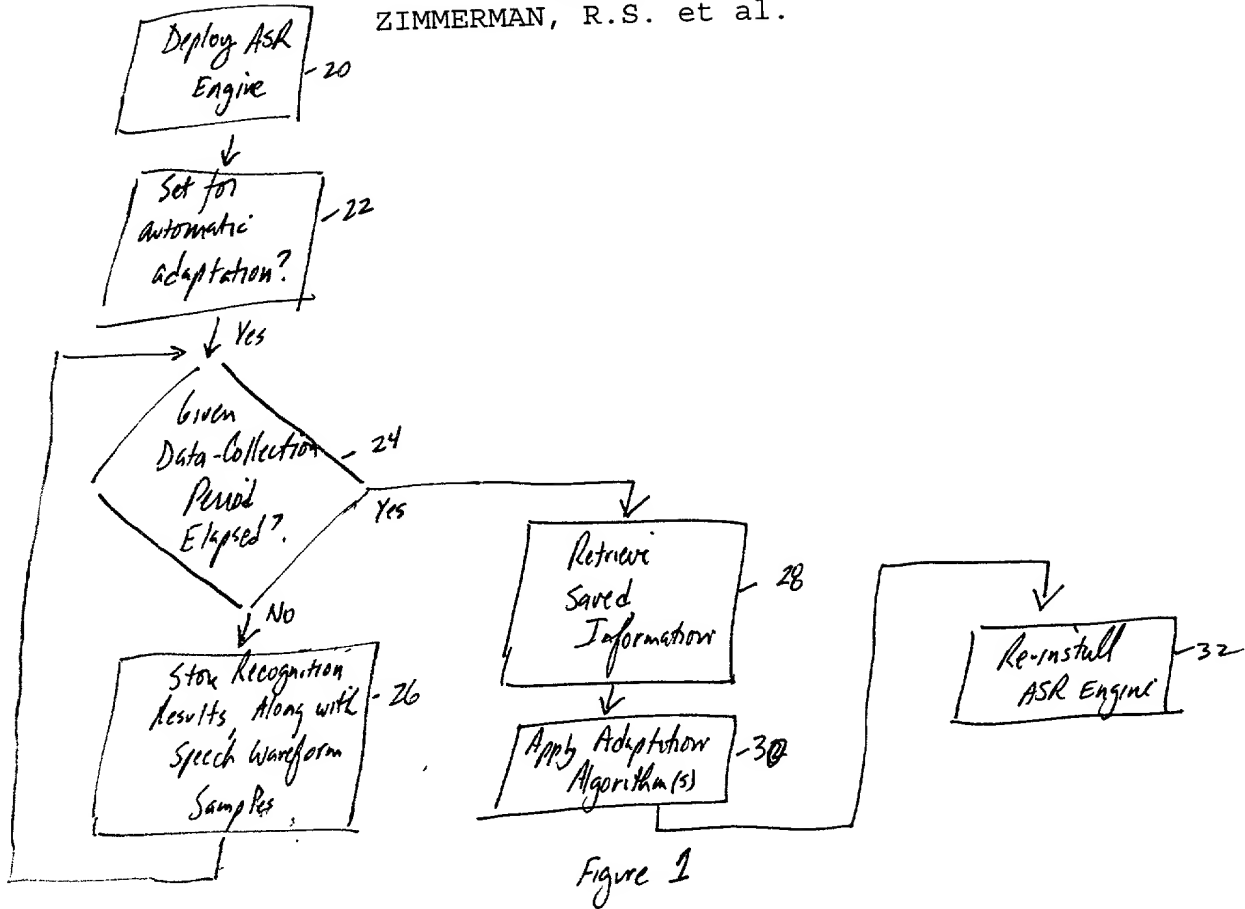 ZIMMERMAN, R.S. et al.
Deploy ASR
Engine
20
Set for
automatic
adaptation?
22
Yes
Given
Data-Collection
Period
Elapsed?
24
Yes
No
Store Recognition
Results, Along with
Speech Waveform
Samples
26
Retrieve
Saved
Information
28
Apply Adaptation
Algorithm(s)
30
Re-install
ASR Engine
32
Figure 1